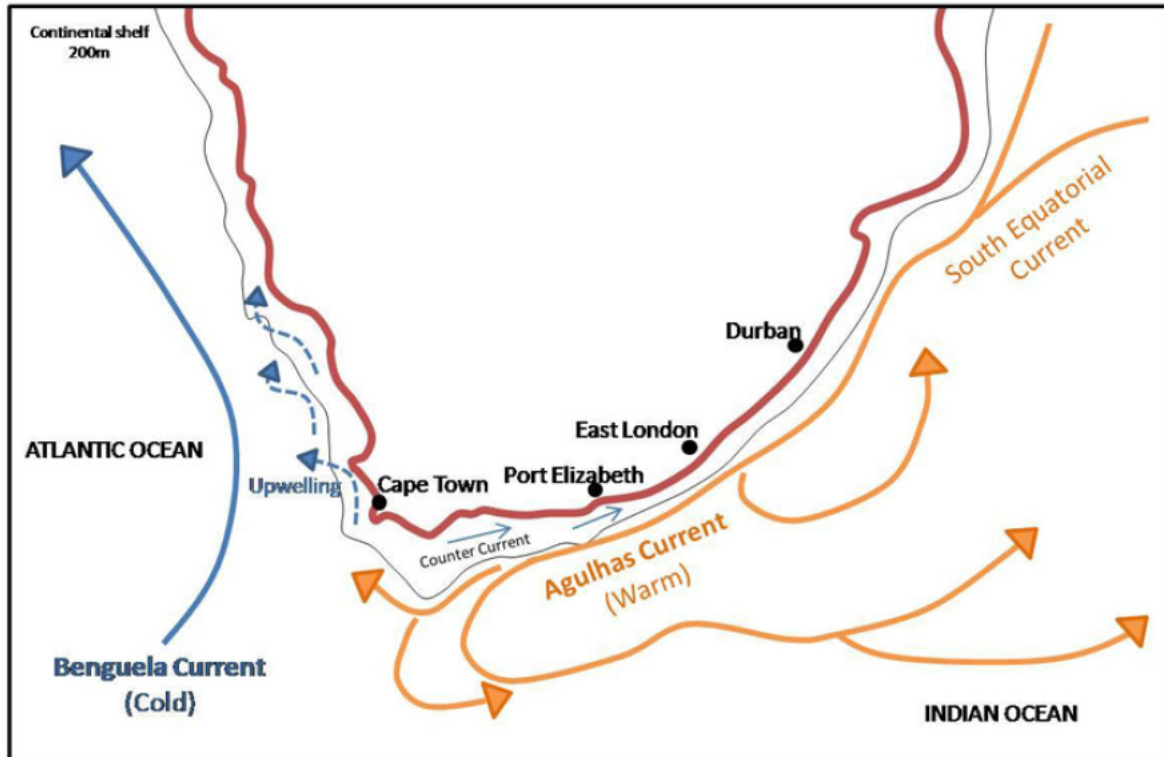 Continental shelf
200m
South Equatorial
Current
Durban
East London
ATLANTIC OCEAN
Port Elizabeth
Upwelling
Cape Town
Counter Current
Agulhas Current
(Warm)
Benguela Current
(Cold)
INDIAN OCEAN